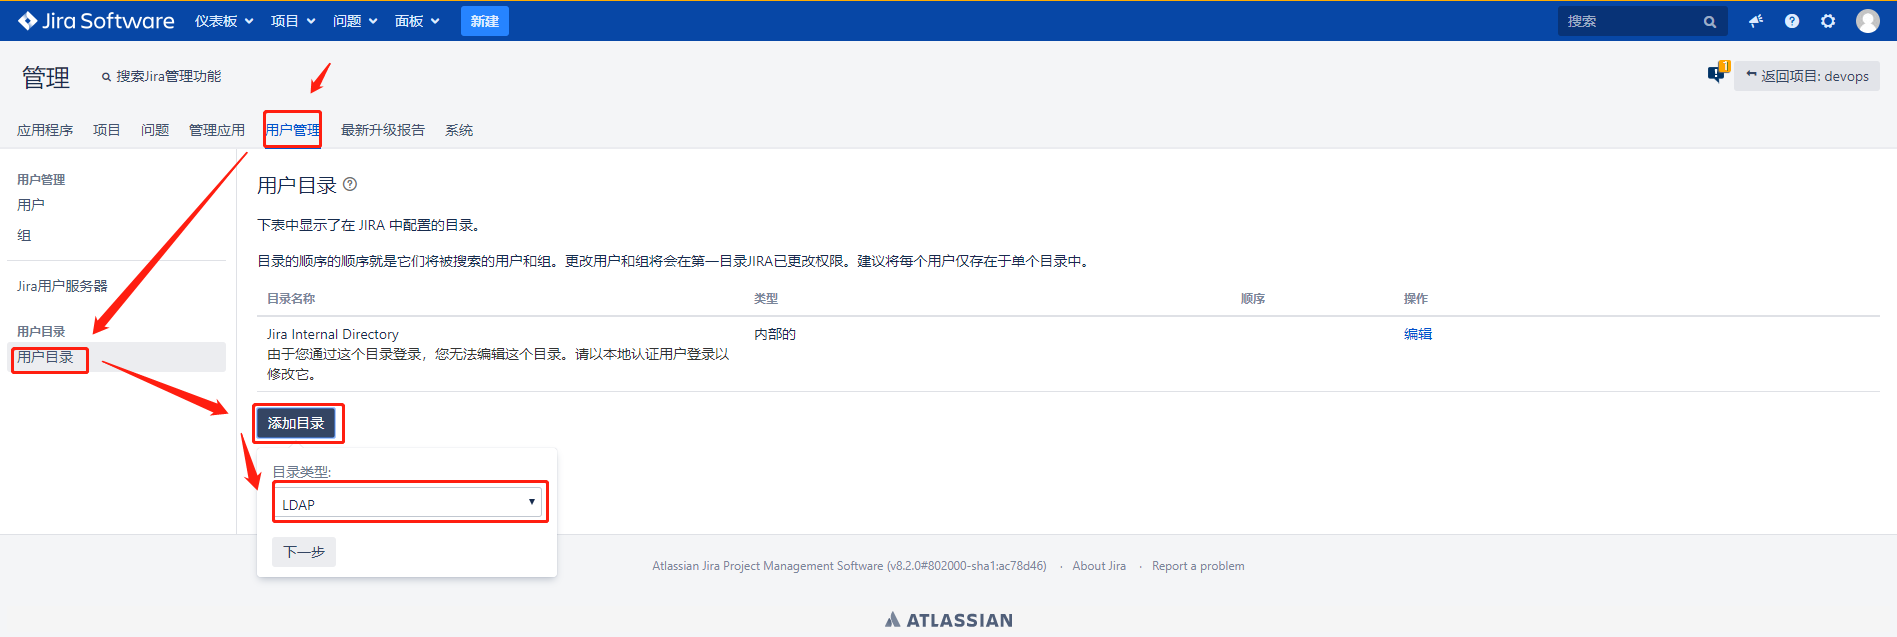 Jira Software 仪表板 项目 问题 面板 新建 搜索
管理 搜索Jira管理功能 1 返回项目: devops
应用程序 项目 问题 管理应用 用户管理 最新升级报告 系统
用户管理
用户
组
Jira用户服务器
用户目录
用户目录
用户目录
下表中显示了在 JIRA 中配置的目录。
目录的顺序的顺序就是它们将被搜索的用户和组。更改用户和组将会在第一目录JIRA已更改权限。建议将每个用户仅存在于单个目录中。
目录名称 类型 顺序 操作
Jira Internal Directory 内部的 编辑
由于您通过这个目录登录，您无法编辑这个目录。请以本地认证用户登录以
修改它。
添加目录
目录类型:
LDAP
下一步
Atlassian Jira Project Management Software (v8.2.0#802000-sha1:ac78d46) · About Jira · Report a problem
ATLASSIAN